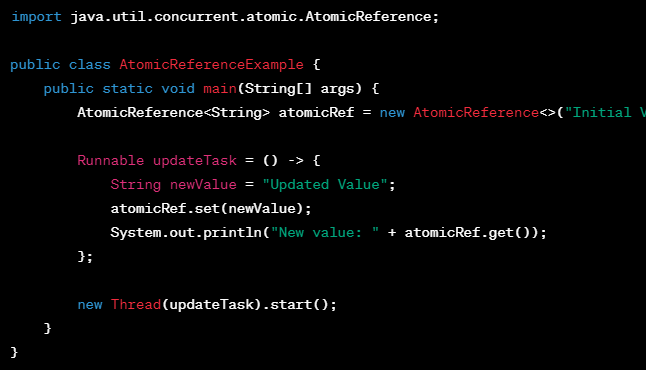 import java.util.concurrent.atomic.AtomicReference;
public class AtomicReferenceExample {
public static void main(String[] args) {
AtomicReference<String> atomicRef = new AtomicReference<>("Initial V
Runnable updateTask = () -> {
String newValue = "Updated Value";
atomicRef.set(newValue);
System.out.println("New value: " + atomicRef.get());
};
new Thread(updateTask).start();
}
}